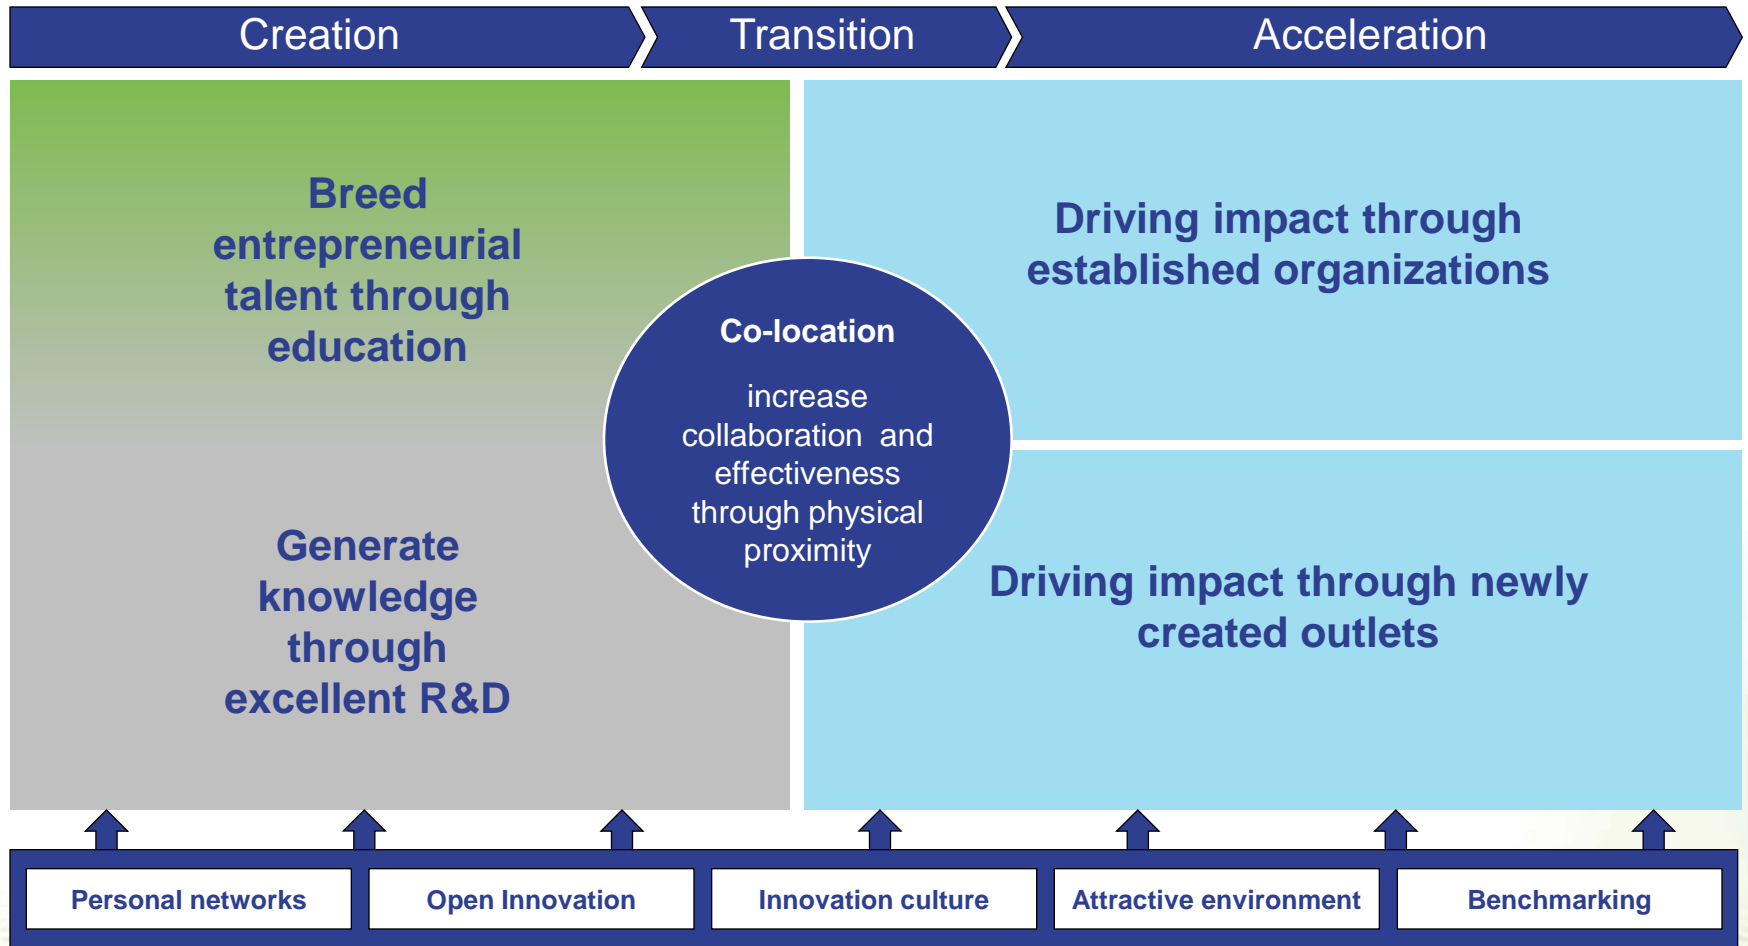 Creation
Transition
Acceleration
Breed
entrepreneurial
talent through
education
Generate
knowledge
through
excellent R&D
Co-location
increase
collaboration  and
effectiveness
through physical
proximity
Driving impact through
established organizations
Driving impact through newly
created outlets
Personal networks
Open Innovation
Innovation culture
Attractive environment
Benchmarking